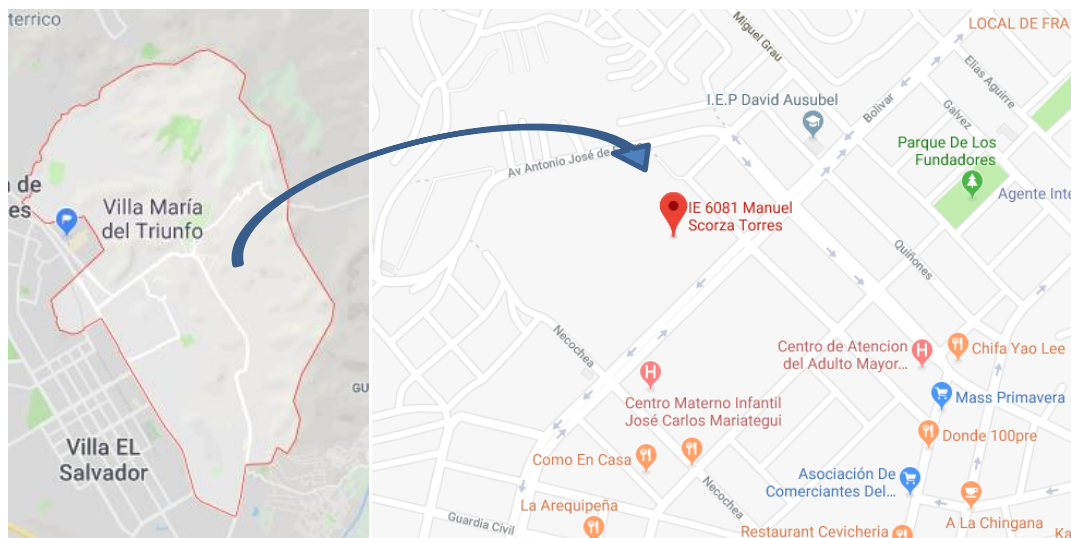 terrico
a de
es
Villa María
del Triunfo
Villa EL
Salvador
GU
LOCAL DE FRA
Miguel Grau
Elias Aguirre
I.E.P David Ausubel
Bolivar
Galvez
Parque De Los
Fundadores
Av Antonio José de
Agente Inte
IE 6081 Manuel
Scorza Torres
Quiñones
Necochea
Centro de Atencion
del Adulto Mayor...
Chifa Yao Lee
Centro Materno Infantil
José Carlos Mariategui
Mass Primavera
Donde 100pre
Como En Casa
Asociación De
Comerciantes Del...
Necochea
La Arequipeña
Guardia Civil
A La Chingana
Restaurant Cevicheria
Ka